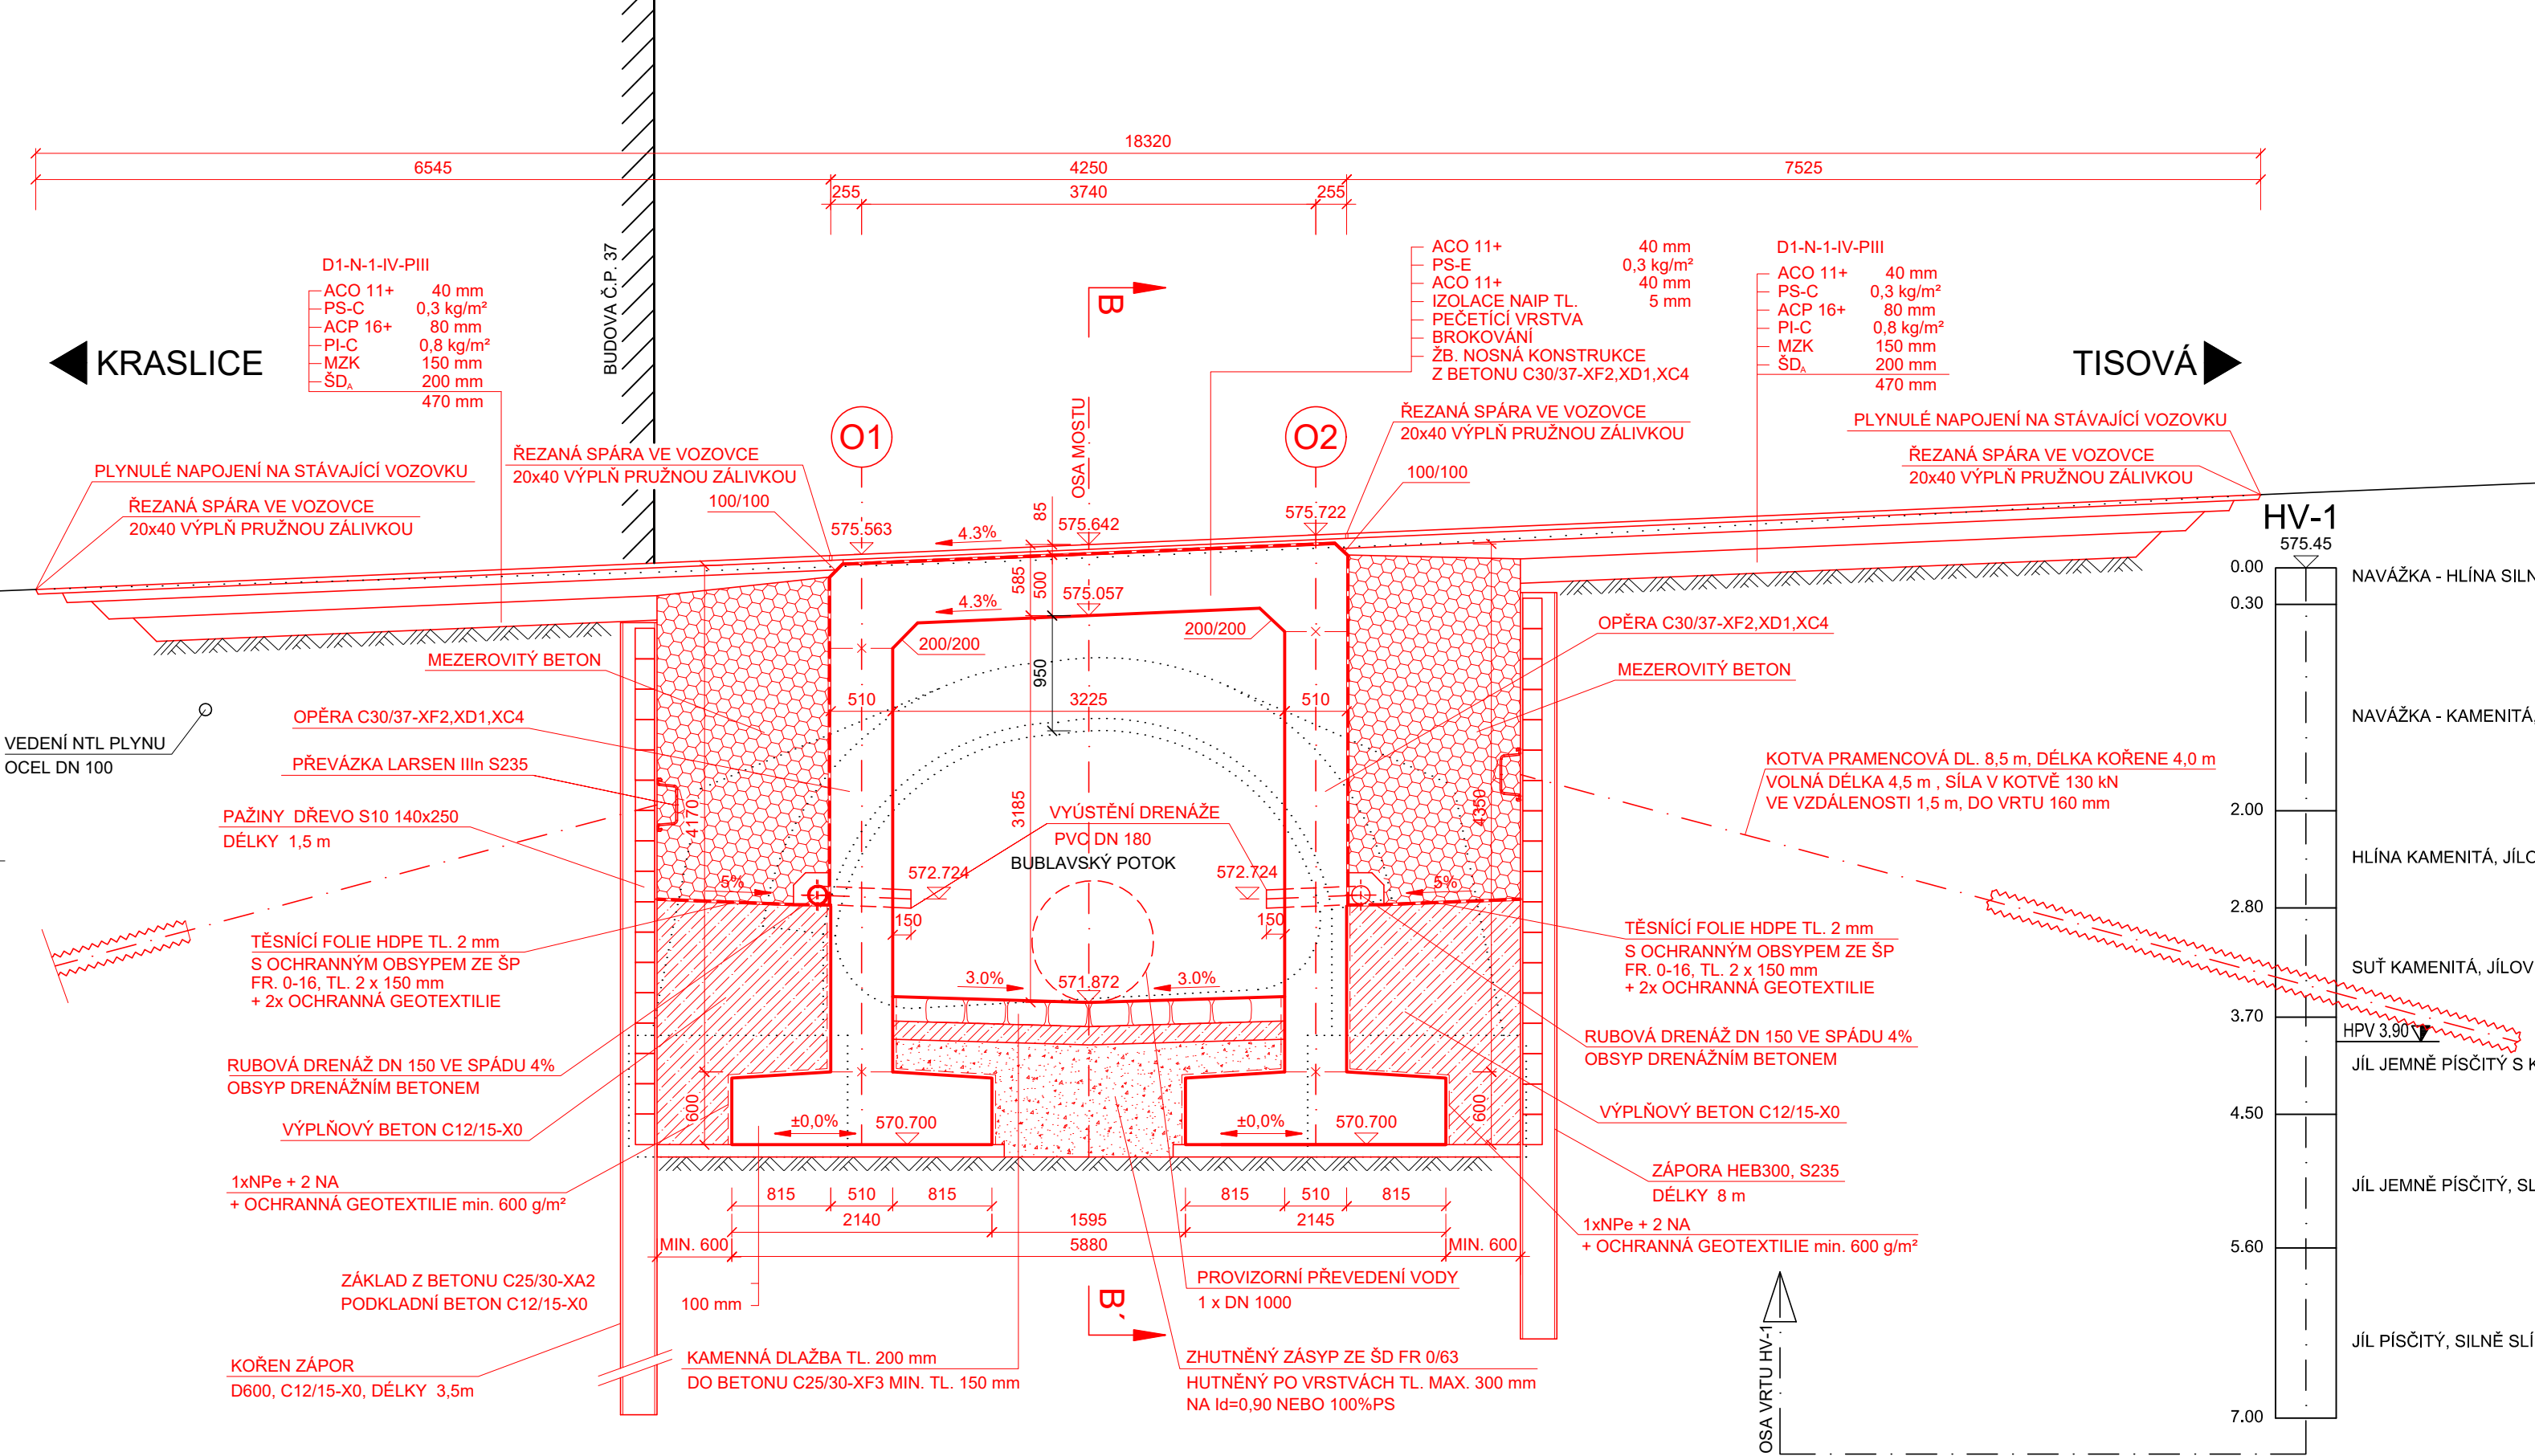 18320
6545
4250
7525
255
3740
255
BUDOVA Č.P. 37
D1-N-1-IV-PIII
ACO 11+ 40 mm
PS-C 0,3 kg/m²
ACP 16+ 80 mm
PI-C 0,8 kg/m²
MZK 150 mm
ŠDA 200 mm
470 mm
B
ACO 11+ 40 mm
PS-E 0,3 kg/m²
ACO 11+ 40 mm
IZOLACE NAIP TL. 5 mm
PEČETÍCÍ VRSTVA
BROKOVÁNÍ
ŽB. NOSNÁ KONSTRUKCE
Z BETONU C30/37-XF2,XD1,XC4
D1-N-1-IV-PIII
ACO 11+ 40 mm
PS-C 0,3 kg/m²
ACP 16+ 80 mm
PI-C 0,8 kg/m²
MZK 150 mm
ŠDA 200 mm
470 mm
KRASLICE
TISOVÁ
O1
OSA MOSTU
O2
ŘEZANÁ SPÁRA VE VOZOVCE
20x40 VÝPLŇ PRUŽNOU ZÁLIVKOU
100/100
PLYNULÉ NAPOJENÍ NA STÁVAJÍCÍ VOZOVKU
ŘEZANÁ SPÁRA VE VOZOVCE
20x40 VÝPLŇ PRUŽNOU ZÁLIVKOU
PLYNULÉ NAPOJENÍ NA STÁVAJÍCÍ VOZOVKU
ŘEZANÁ SPÁRA VE VOZOVCE
20x40 VÝPLŇ PRUŽNOU ZÁLIVKOU
100/100
ŘEZANÁ SPÁRA VE VOZOVCE
20x40 VÝPLŇ PRUŽNOU ZÁLIVKOU
575.563
4.3%
85
575.642
575.722
585
500
575.057
4.3%
200/200
200/200
950
510
3225
510
HV-1
575.45
0.00
NAVÁŽKA - HLÍNA SILN
0.30
NAVÁŽKA - KAMENITÁ,
2.00
HLÍNA KAMENITÁ, JÍLO
2.80
SUŤ KAMENITÁ, JÍLOV
3.70
HPV 3.90
JÍL JEMNĚ PÍSČITÝ S K
4.50
JÍL JEMNĚ PÍSČITÝ, SL
5.60
JÍL PÍSČITÝ, SILNĚ SLÍ
7.00
OSA VRTU HV-1
MEZEROVITÝ BETON
OPĚRA C30/37-XF2,XD1,XC4
VEDENÍ NTL PLYNU
OCEL DN 100
PŘEVÁZKA LARSEN IIIn S235
PAŽINY DŘEVO S10 140x250
DÉLKY 1,5 m
OPĚRA C30/37-XF2,XD1,XC4
MEZEROVITÝ BETON
KOTVA PRAMENCOVÁ DL. 8,5 m, DÉLKA KOŘENE 4,0 m
VOLNÁ DÉLKA 4,5 m , SÍLA V KOTVĚ 130 kN
VE VZDÁLENOSTI 1,5 m, DO VRTU 160 mm
4170
3185
4350
VYÚSTĚNÍ DRENÁŽE
PVC DN 180
BUBLAVSKÝ POTOK
5%
572.724
572.724
5%
150
150
3.0%
571.872
3.0%
TĚSNÍCÍ FOLIE HDPE TL. 2 mm
S OCHRANNÝM OBSYPEM ZE ŠP
FR. 0-16, TL. 2 x 150 mm
+ 2x OCHRANNÁ GEOTEXTILIE
TĚSNÍCÍ FOLIE HDPE TL. 2 mm
S OCHRANNÝM OBSYPEM ZE ŠP
FR. 0-16, TL. 2 x 150 mm
+ 2x OCHRANNÁ GEOTEXTILIE
RUBOVÁ DRENÁŽ DN 150 VE SPÁDU 4%
OBSYP DRENÁŽNÍM BETONEM
RUBOVÁ DRENÁŽ DN 150 VE SPÁDU 4%
OBSYP DRENÁŽNÍM BETONEM
VÝPLŇOVÝ BETON C12/15-X0
VÝPLŇOVÝ BETON C12/15-X0
600
±0,0%
570.700
±0,0%
570.700
600
1xNPe + 2 NA
+ OCHRANNÁ GEOTEXTILIE min. 600 g/m²
ZÁPORA HEB300, S235
DÉLKY 8 m
1xNPe + 2 NA
+ OCHRANNÁ GEOTEXTILIE min. 600 g/m²
815
510
815
815
510
815
2140
1595
2145
MIN. 600
5880
MIN. 600
ZÁKLAD Z BETONU C25/30-XA2
PODKLADNÍ BETON C12/15-X0
100 mm
B´
PROVIZORNÍ PŘEVEDENÍ VODY
1 x DN 1000
KOŘEN ZÁPOR
D600, C12/15-X0, DÉLKY 3,5m
KAMENNÁ DLAŽBA TL. 200 mm
DO BETONU C25/30-XF3 MIN. TL. 150 mm
ZHUTNĚNÝ ZÁSYP ZE ŠD FR 0/63
HUTNĚNÝ PO VRSTVÁCH TL. MAX. 300 mm
NA Id=0,90 NEBO 100%PS